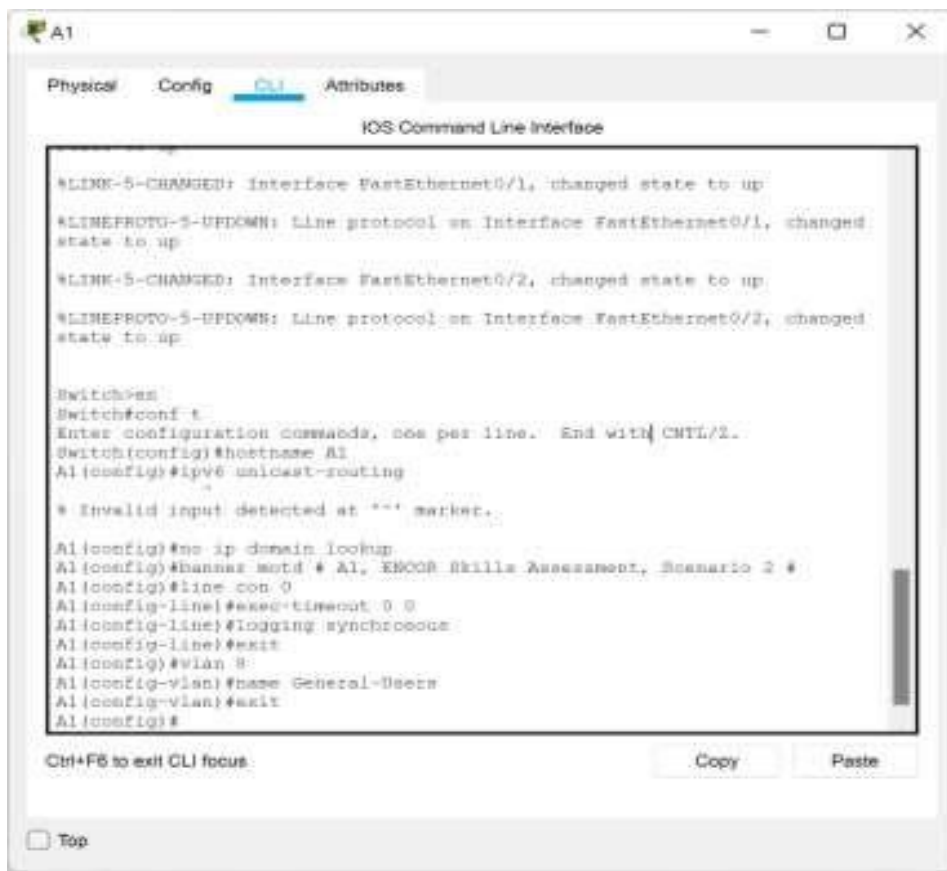 A1
Physical Config CLI Attributes
IOS Command Line Interface
state to up
%LINK-5-CHANGED: Interface FastEthernet0/1, changed state to up
%LINEPROTO-5-UPDOWN: Line protocol on Interface FastEthernet0/1, changed
state to up
%LINK-5-CHANGED: Interface FastEthernet0/2, changed state to up
%LINEPROTO-5-UPDOWN: Line protocol on Interface FastEthernet0/2, changed
state to up
Switch>en
Switch#conf t
Enter configuration commands, one per line. End with CNTL/Z.
Switch(config)#hostname A1
A1(config)#ipv6 unicast-routing
^
% Invalid input detected at '^' marker.
A1(config)#no ip domain lookup
A1(config)#banner motd # A1, ENCOR Skills Assessment, Scenario 2 #
A1(config)#line con 0
A1(config-line)#exec-timeout 0 0
A1(config-line)#logging synchronous
A1(config-line)#exit
A1(config)#vlan 8
A1(config-vlan)#name General-Users
A1(config-vlan)#exit
A1(config)#
Ctrl+F6 to exit CLI focus
Copy Paste
Top